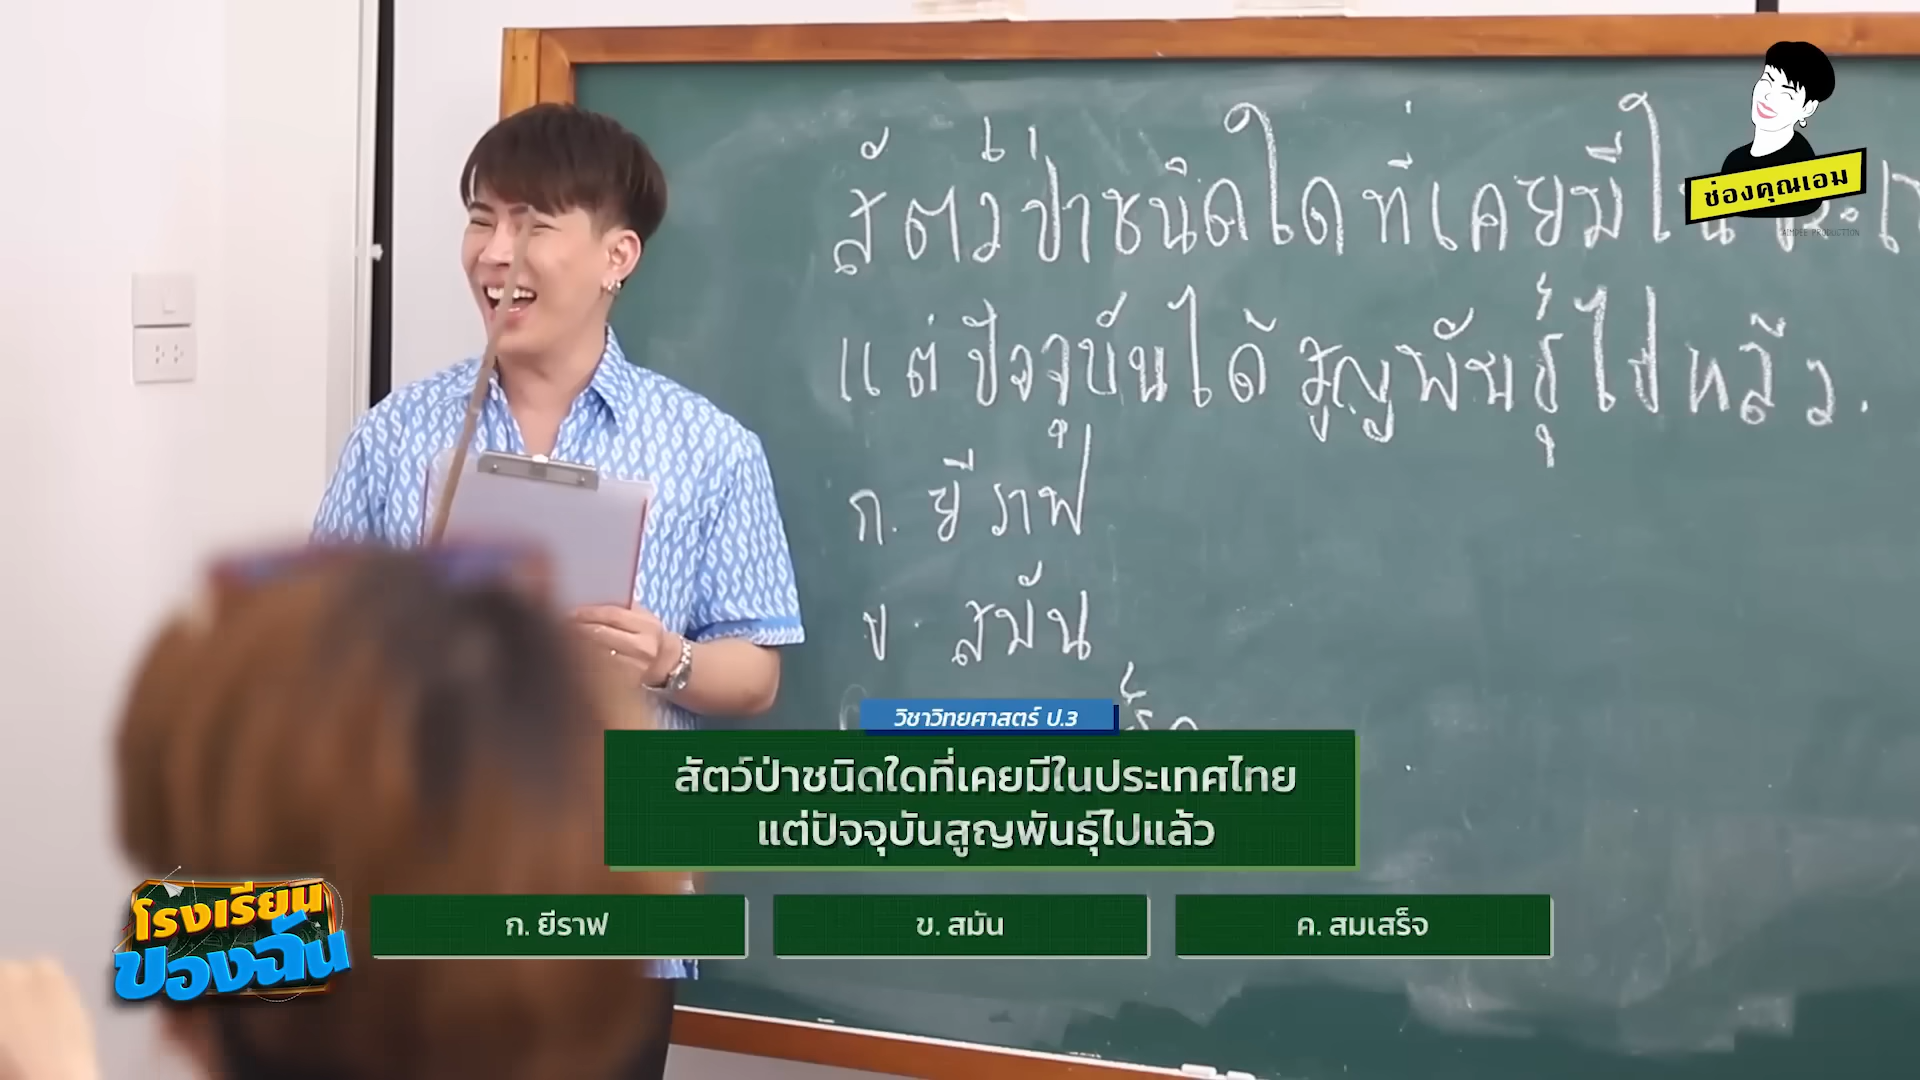 สัตว์ป่าชนิดใดที่เคยมีใน
แต่ปัจจุบันได้สูญพันธุ์ไปแล้ว.
ก. ยีราฟ
ข. สมัน
ช่องคุณเอม
AIMDEE PRODUCTION
วิชาวิทยศาสตร์ ป.3
สัตว์ป่าชนิดใดที่เคยมีในประเทศไทย
แต่ปัจจุบันสูญพันธุ์ไปแล้ว
โรงเรียน
ของฉัน
ก. ยีราฟ
ข. สมัน
ค. สมเสร็จ